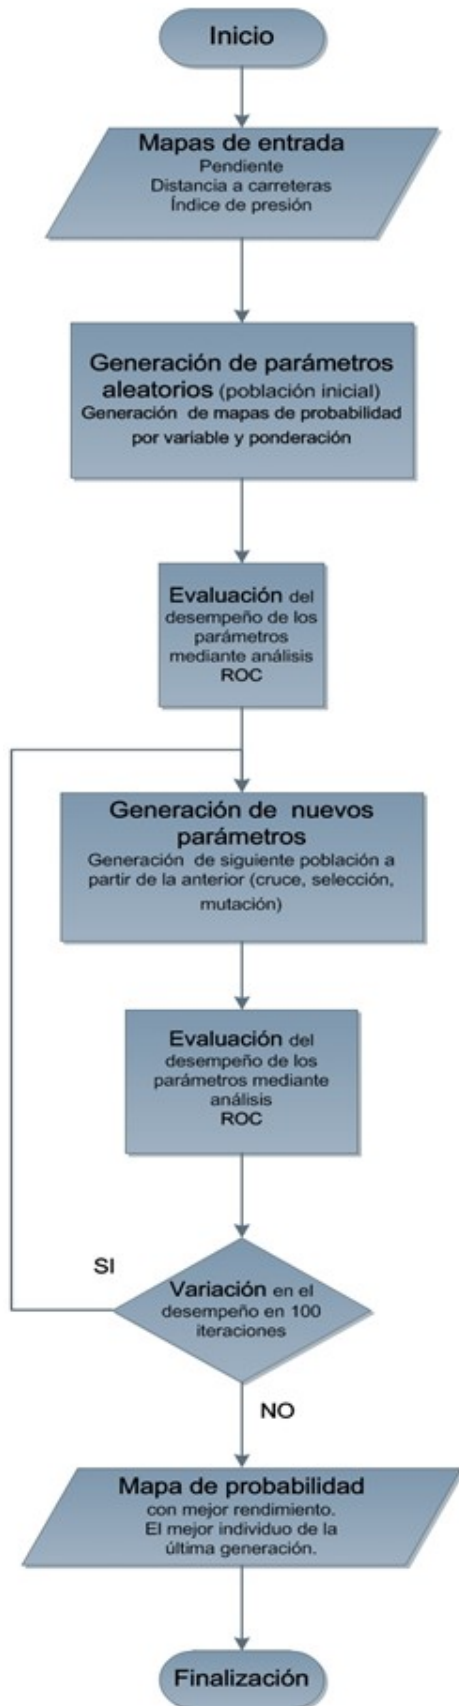 Inicio
Mapas de entrada
Pendiente
Distancia a carreteras
Índice de presión
Generación de parámetros
aleatorios (población inicial)
Generación de mapas de probabilidad
por variable y ponderación
Evaluación del
desempeño de los
parámetros
mediante análisis
ROC
Generación de nuevos
parámetros
Generación de siguiente población a
partir de la anterior (cruce, selección,
mutación)
Evaluación del
desempeño de los
parámetros mediante
análisis
ROC
SI
Variación en el
desempeño en 100
iteraciones
NO
Mapa de probabilidad
con mejor rendimiento.
El mejor individuo de la
última generación.
Finalización